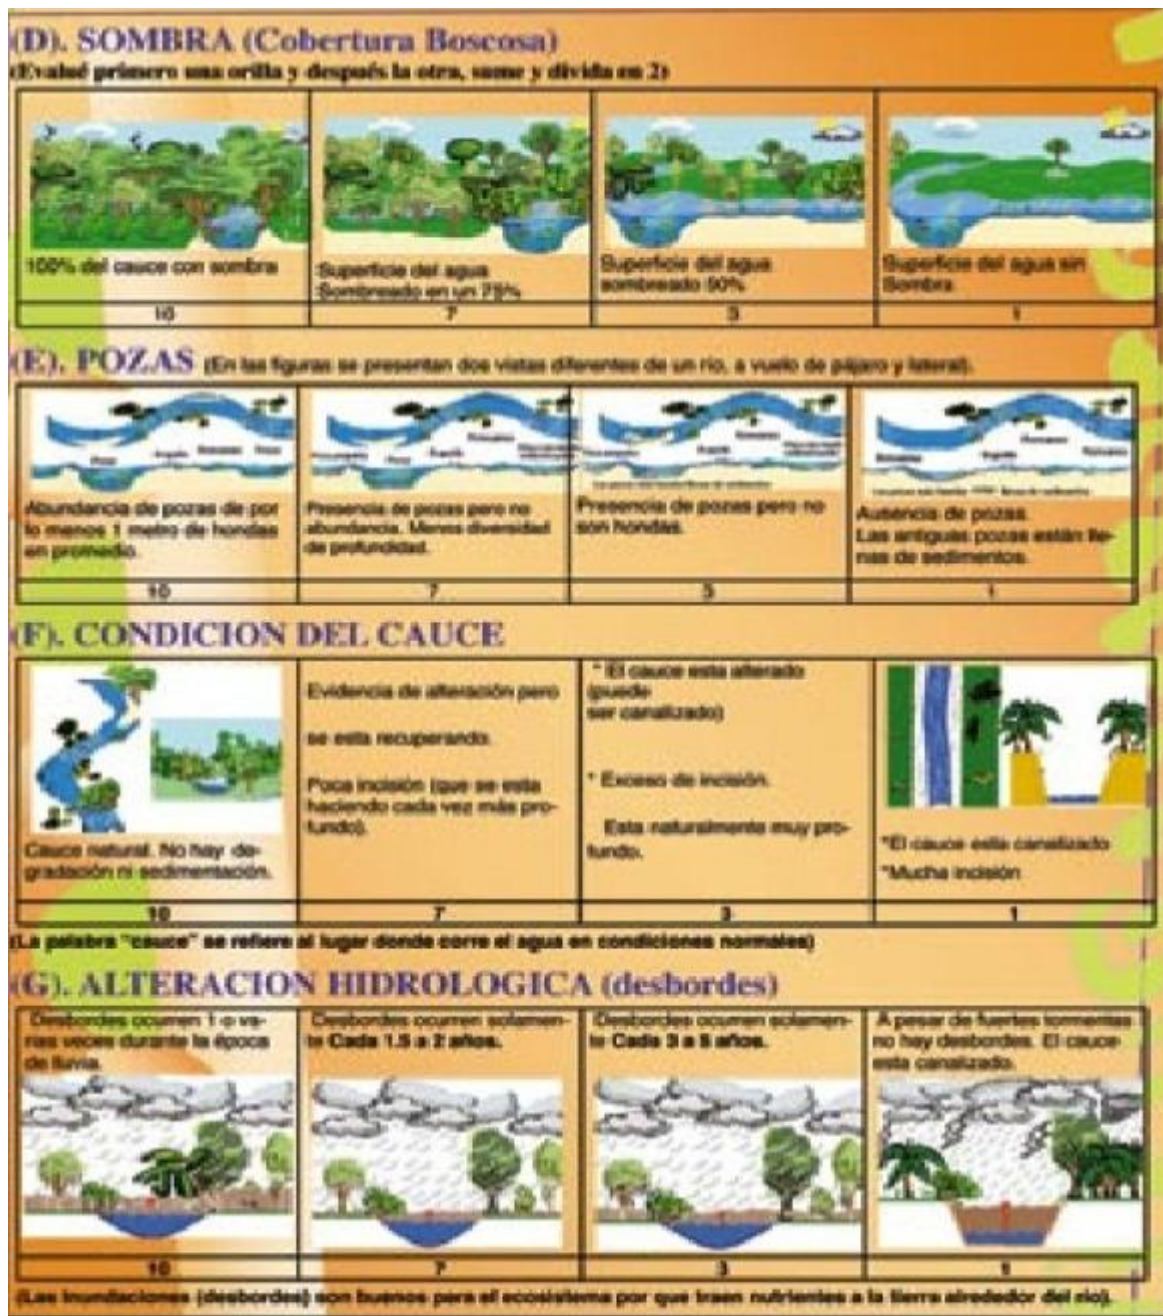 (D). SOMBRA (Cobertura Boscosa)
(Evalué primero una orilla y después la otra, sume y divida en 2)
100% del cauce con sombra
Superficie del agua
Sombreado en un 75%
Superficie del agua
sombreado 50%
Superficie del agua sin
Sombra
10
7
3
1
(E). POZAS (En las figuras se presentan dos vistas diferentes de un río, a vuelo de pájaro y lateral).
Abundancia de pozas de por
lo menos 1 metro de hondas
en promedio.
Presencia de pozas pero no
abundancia. Menos diversidad
de profundidad.
Presencia de pozas pero no
son hondas.
Ausencia de pozas.
Las antiguas pozas están lle-
nas de sedimentos.
10
7
3
1
(F). CONDICION DEL CAUCE
Cauce natural. No hay de-
gradación ni sedimentación.
Evidencia de alteración pero
se esta recuperando.
Poca incisión (que se esta
haciendo cada vez más pro-
fundo).
* El cauce esta alterado
(puede
ser canalizado)
* Exceso de incisión.
Esta naturalmente muy pro-
fundo.
*El cauce esta canalizado
*Mucha incisión
10
7
3
1
(La palabra "cauce" se refiere al lugar donde corre el agua en condiciones normales)
(G). ALTERACION HIDROLOGICA (desbordes)
Desbordes ocurren 1 o va-
rias veces durante la época
de lluvia.
Desbordes ocurren solamen-
te Cada 1.5 a 2 años.
Desbordes ocurren solamen-
te Cada 3 a 5 años.
A pesar de fuertes tormentas
no hay desbordes. El cauce
esta canalizado.
10
7
3
1
(Las inundaciones (desbordes) son buenos para el ecosistema por que traen nutrientes a la tierra alrededor del río).